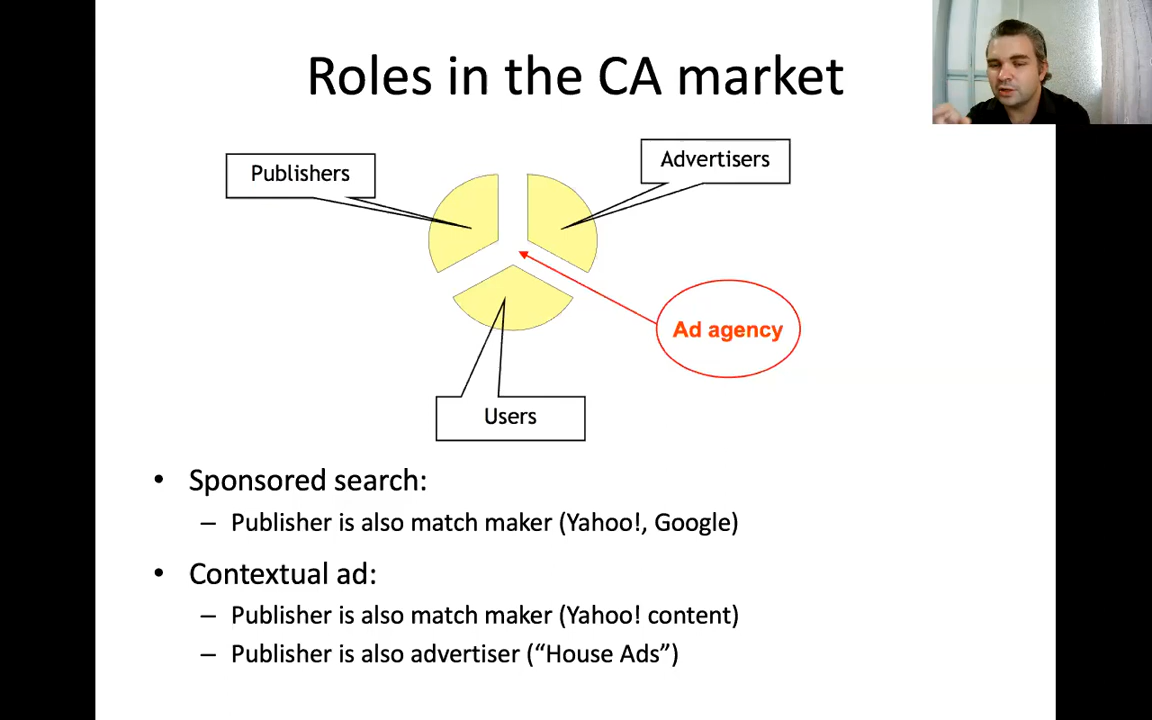 Roles in the CA market
Publishers
Advertisers
Ad agency
Users
• Sponsored search:
– Publisher is also match maker (Yahoo!, Google)
• Contextual ad:
– Publisher is also match maker (Yahoo! content)
– Publisher is also advertiser (“House Ads”)